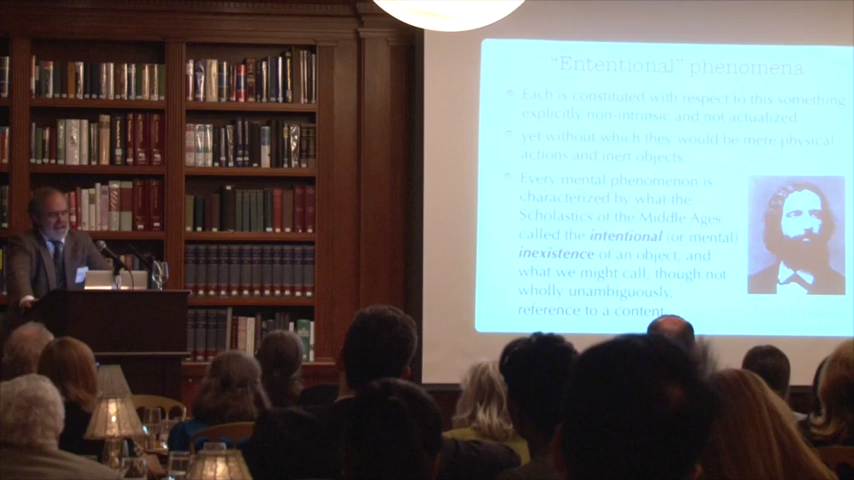 “Ententional” phenomena
Each is constituted with respect to this something
explicitly non-intrinsic and not actualized
yet without which they would be mere physical
actions and inert objects.
Every mental phenomenon is
characterized by what the
Scholastics of the Middle Ages
called the intentional (or mental)
inexistence of an object, and
what we might call, though not
wholly unambiguously,
reference to a content